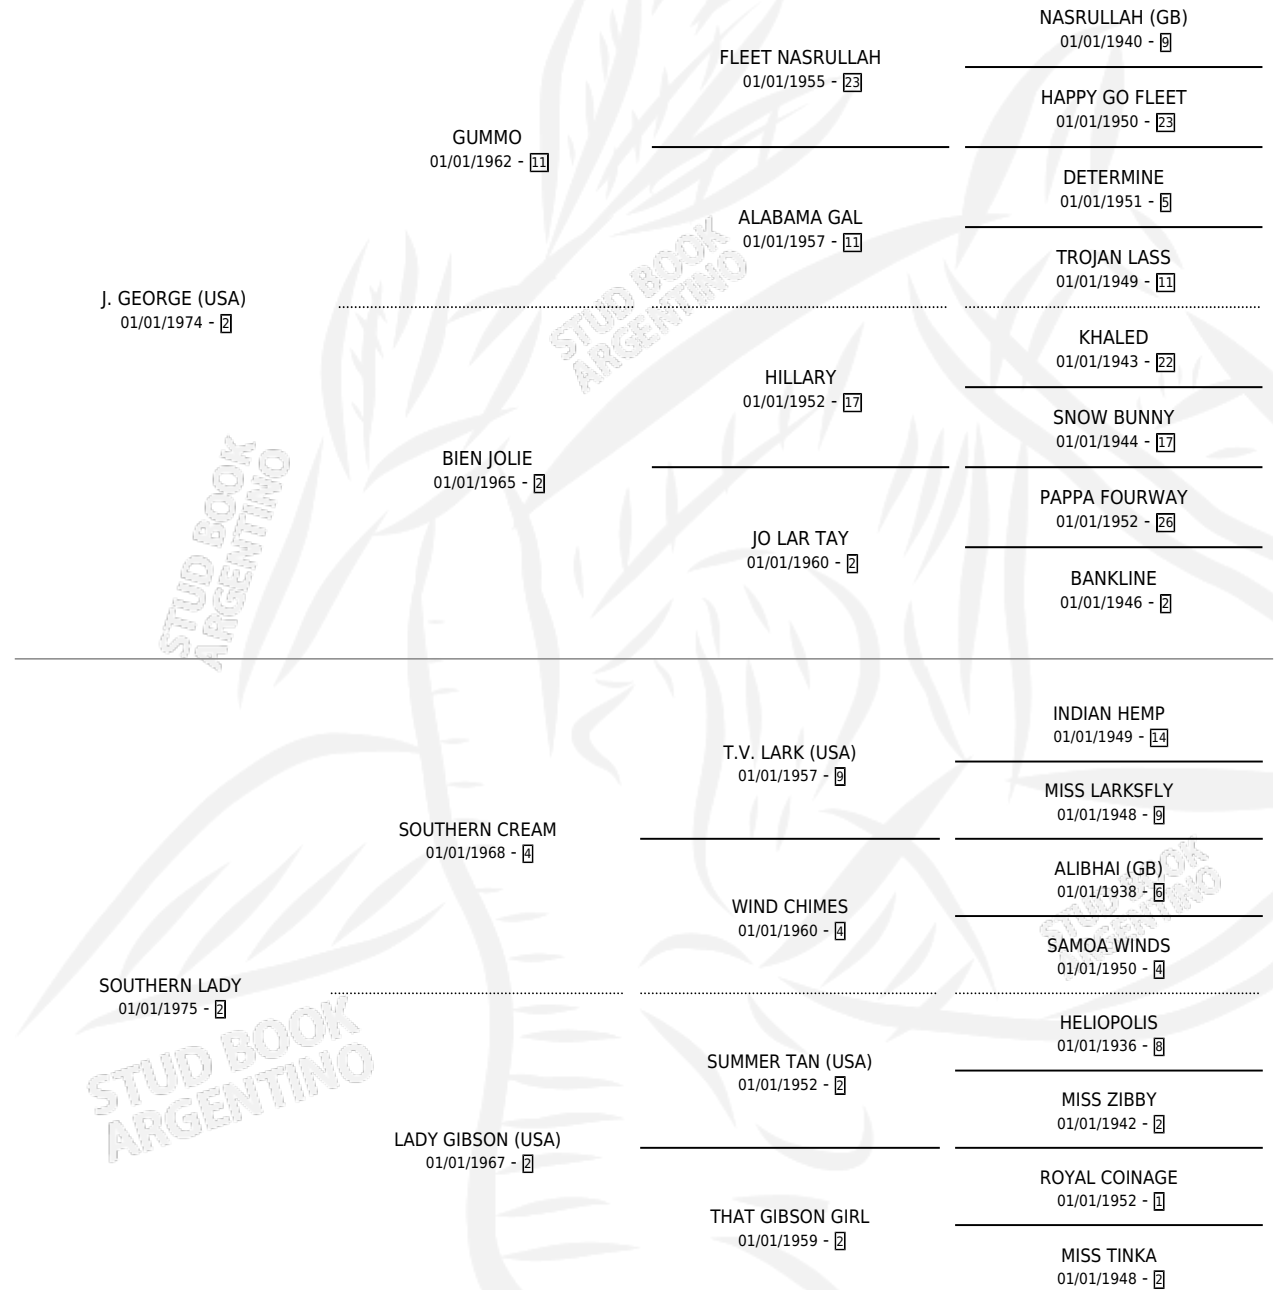 NASRULLAH (GB)
01/01/1940 - 9
FLEET NASRULLAH
01/01/1955 - 23
HAPPY GO FLEET
01/01/1950 - 23
GUMMO
01/01/1962 - 11
DETERMINE
01/01/1951 - 5
ALABAMA GAL
01/01/1957 - 11
TROJAN LASS
01/01/1949 - 11
J. GEORGE (USA)
01/01/1974 - 2
KHALED
01/01/1943 - 22
HILLARY
01/01/1952 - 17
SNOW BUNNY
01/01/1944 - 17
BIEN JOLIE
01/01/1965 - 2
PAPPA FOURWAY
01/01/1952 - 26
JO LAR TAY
01/01/1960 - 2
BANKLINE
01/01/1946 - 2
INDIAN HEMP
01/01/1949 - 14
T.V. LARK (USA)
01/01/1957 - 9
MISS LARKSFLY
01/01/1948 - 9
SOUTHERN CREAM
01/01/1968 - 4
ALIBHAI (GB)
01/01/1938 - 6
WIND CHIMES
01/01/1960 - 4
SAMOA WINDS
01/01/1950 - 4
SOUTHERN LADY
01/01/1975 - 2
HELIOPOLIS
01/01/1936 - 8
SUMMER TAN (USA)
01/01/1952 - 2
MISS ZIBBY
01/01/1942 - 2
LADY GIBSON (USA)
01/01/1967 - 2
ROYAL COINAGE
01/01/1952 - 1
THAT GIBSON GIRL
01/01/1959 - 2
MISS TINKA
01/01/1948 - 2
STUD BOOK
ARGENTINO
STUD BOOK
ARGENTINO
STUD BOOK
ARGENTINO
STUD BOOK
ARGENTINO